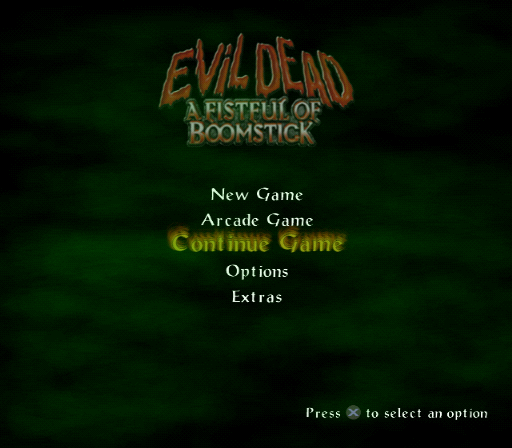 EVIL DEAD
A FISTFUL OF
BOOMSTICK
New Game
Arcade Game
Continue Game
Options
Extras
Press to select an option